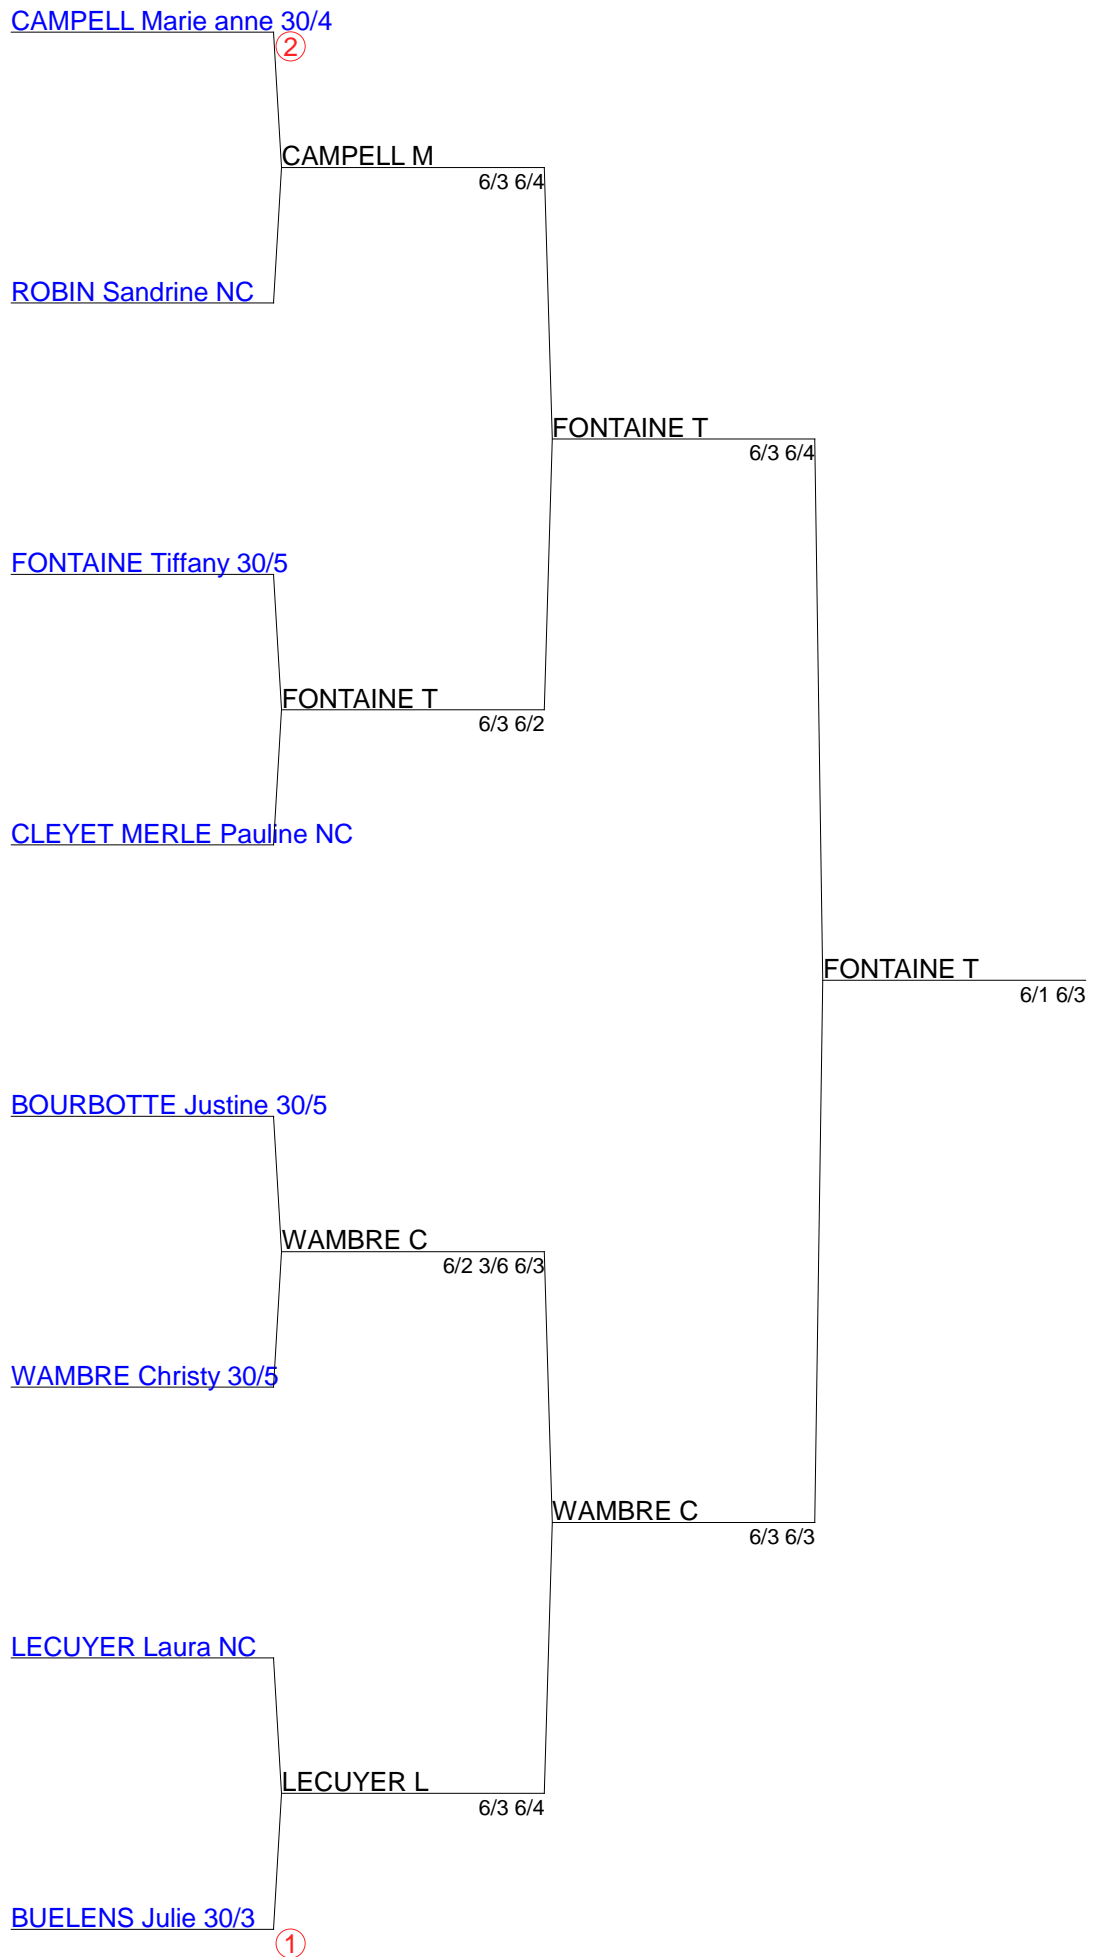 CAMPELL Marie anne 30/4
2
CAMPELL M
6/3 6/4
ROBIN Sandrine NC
FONTAINE T
6/3 6/4
FONTAINE Tiffany 30/5
FONTAINE T
6/3 6/2
CLEYET MERLE Pauline NC
FONTAINE T
6/1 6/3
BOURBOTTE Justine 30/5
WAMBRE C
6/2 3/6 6/3
WAMBRE Christy 30/5
WAMBRE C
6/3 6/3
LECUYER Laura NC
LECUYER L
6/3 6/4
BUELENS Julie 30/3
1